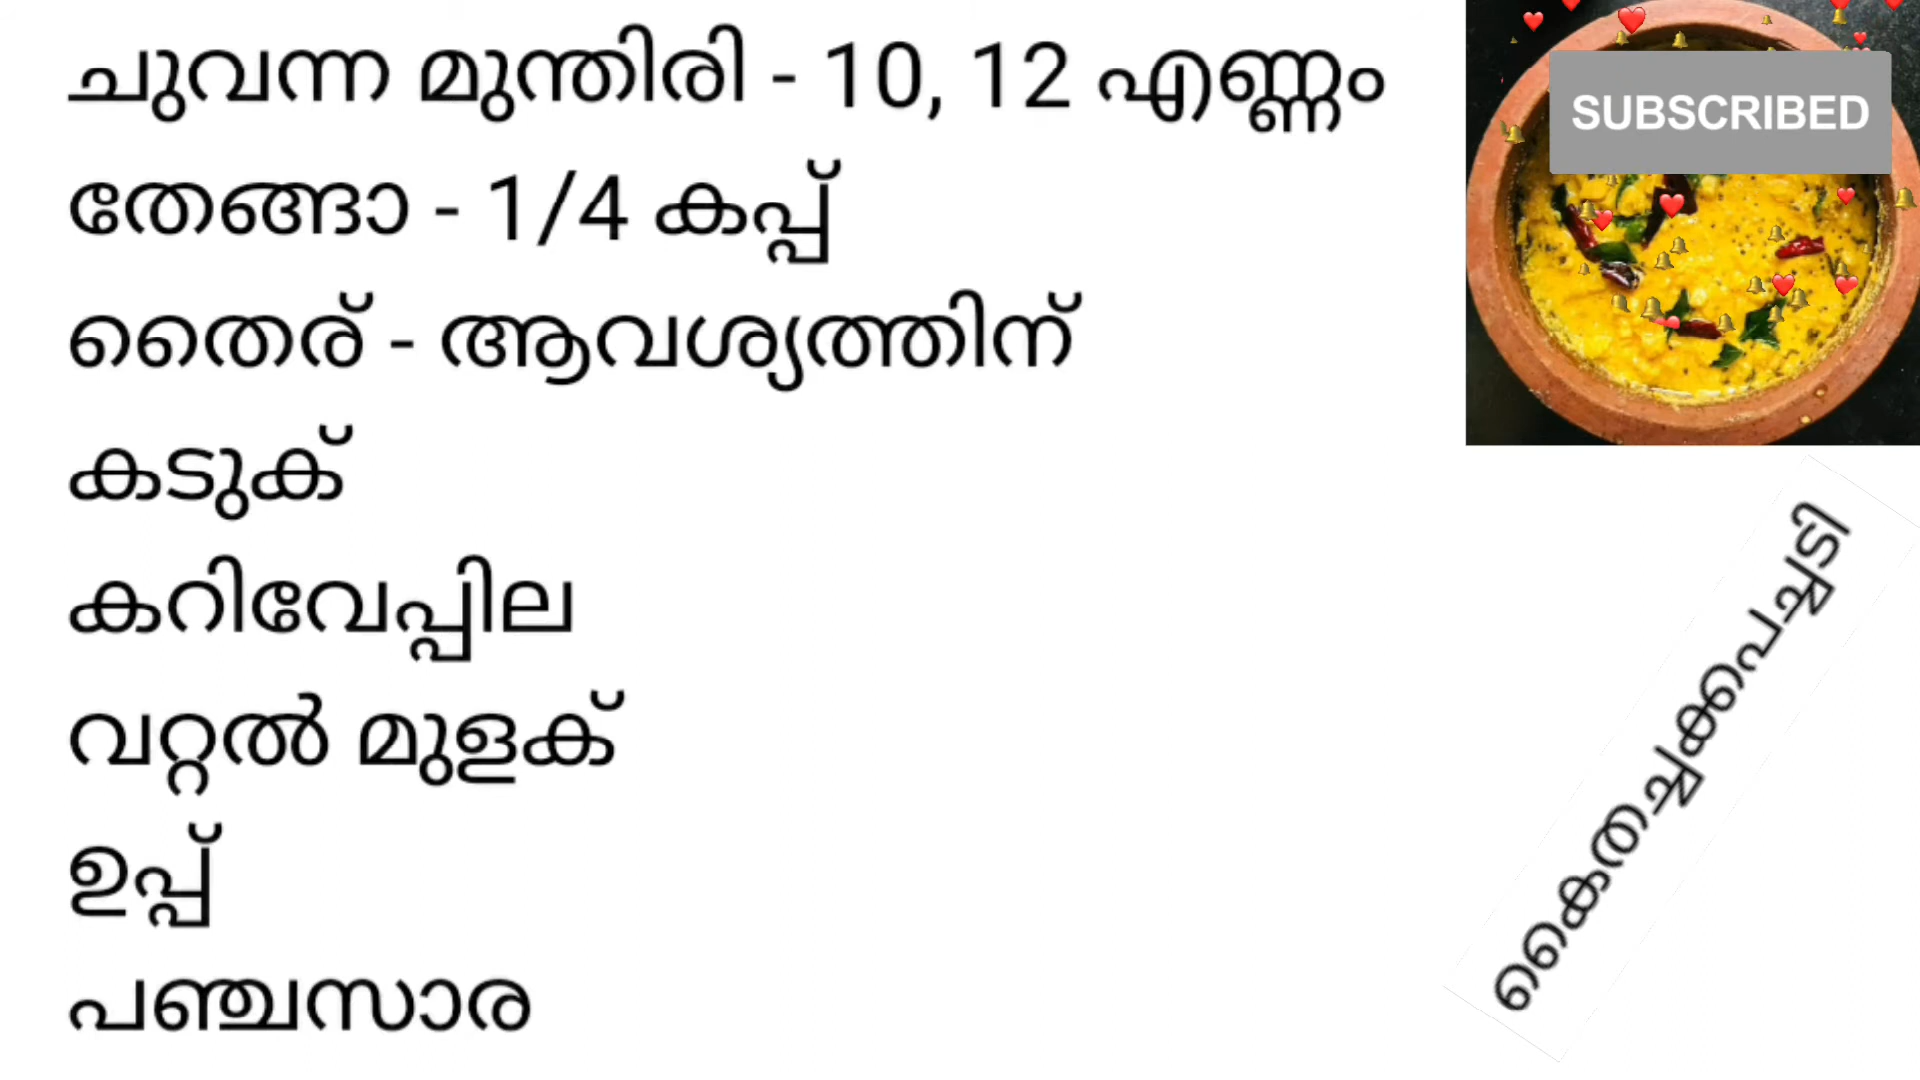 ചുവന്ന മുന്തിരി - 10, 12 എണ്ണം
തേങ്ങാ - 1/4 കപ്പ്
തൈര് - ആവശ്യത്തിന്
കടുക്
കറിവേപ്പില
വറ്റൽ മുളക്
ഉപ്പ്
പഞ്ചസാര
SUBSCRIBED
കൈതച്ചക്കപെച്ചടി